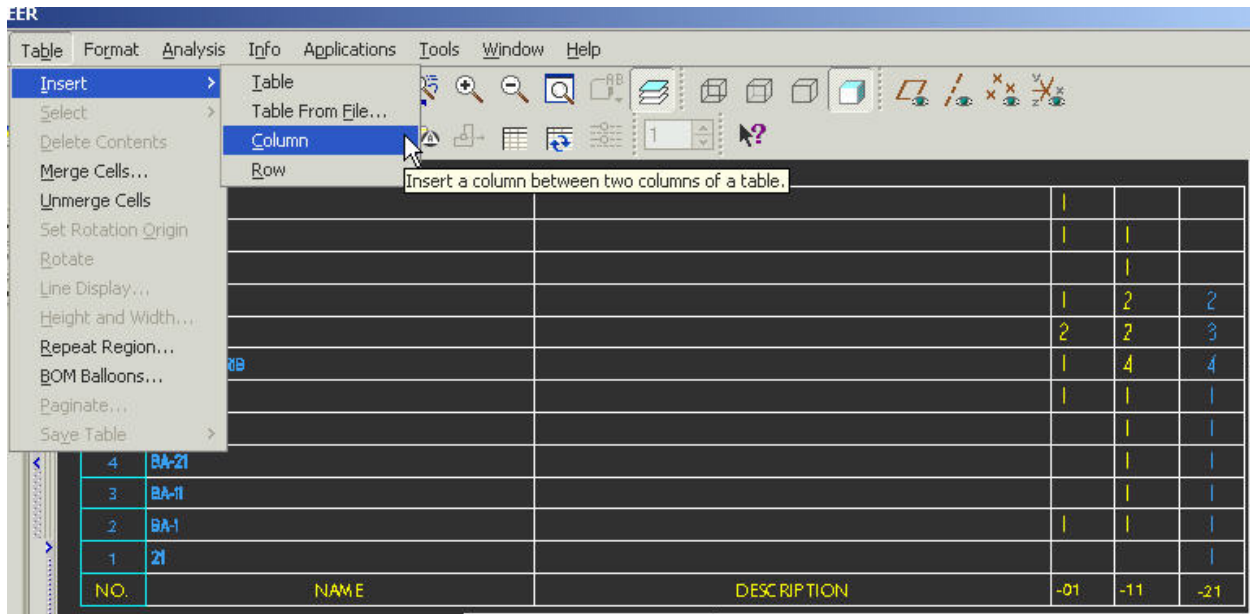 EER
Table Format Analysis Info Applications Tools Window Help
Insert >
Select >
Delete Contents
Merge Cells...
Unmerge Cells
Set Rotation Origin
Rotate
Line Display...
Height and Width...
Repeat Region...
BOM Balloons...
Paginate...
Save Table >
Table
Table From File...
Column
Row
1
Insert a column between two columns of a table.
1
1 1
1
1 2 2
2 2 3
1 4 4
1 1 1
1 1
4 BA-21 1 1
3 BA-11 1 1
2 BA-1 1 1 1
1 21 1
NO. NAME DESCRIPTION -01 -11 -21